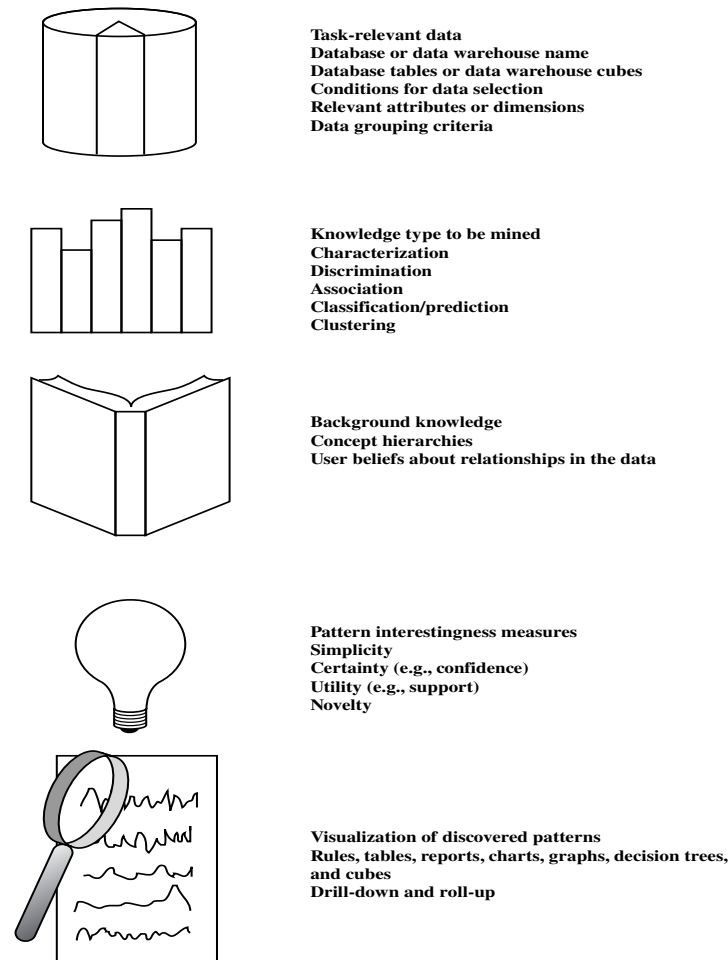 Task-relevant data
Database or data warehouse name
Database tables or data warehouse cubes
Conditions for data selection
Relevant attributes or dimensions
Data grouping criteria
Knowledge type to be mined
Characterization
Discrimination
Association
Classification/prediction
Clustering
Background knowledge
Concept hierarchies
User beliefs about relationships in the data
Pattern interestingness measures
Simplicity
Certainty (e.g., confidence)
Utility (e.g., support)
Novelty
Visualization of discovered patterns
Rules, tables, reports, charts, graphs, decision trees,
and cubes
Drill-down and roll-up